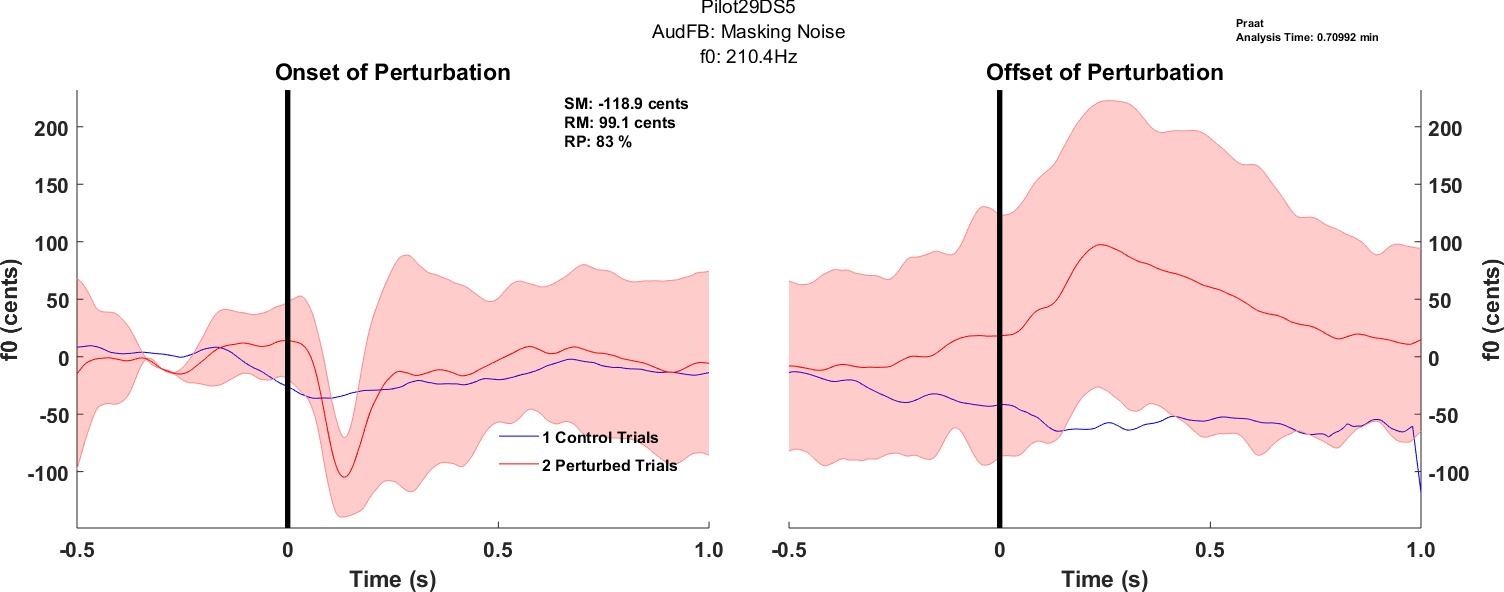 Pilot29DS5
AudFB: Masking Noise
f0: 210.4Hz
Praat
Analysis Time: 0.70992 min
Onset of Perturbation
SM: -118.9 cents
RM: 99.1 cents
RP: 83 %
f0 (cents)
200
150
100
50
0
-50
-100
1 Control Trials
2 Perturbed Trials
-0.5 0 0.5 1.0
Time (s)
Offset of Perturbation
200
150
100
50
0
-50
-100
f0 (cents)
-0.5 0 0.5 1.0
Time (s)